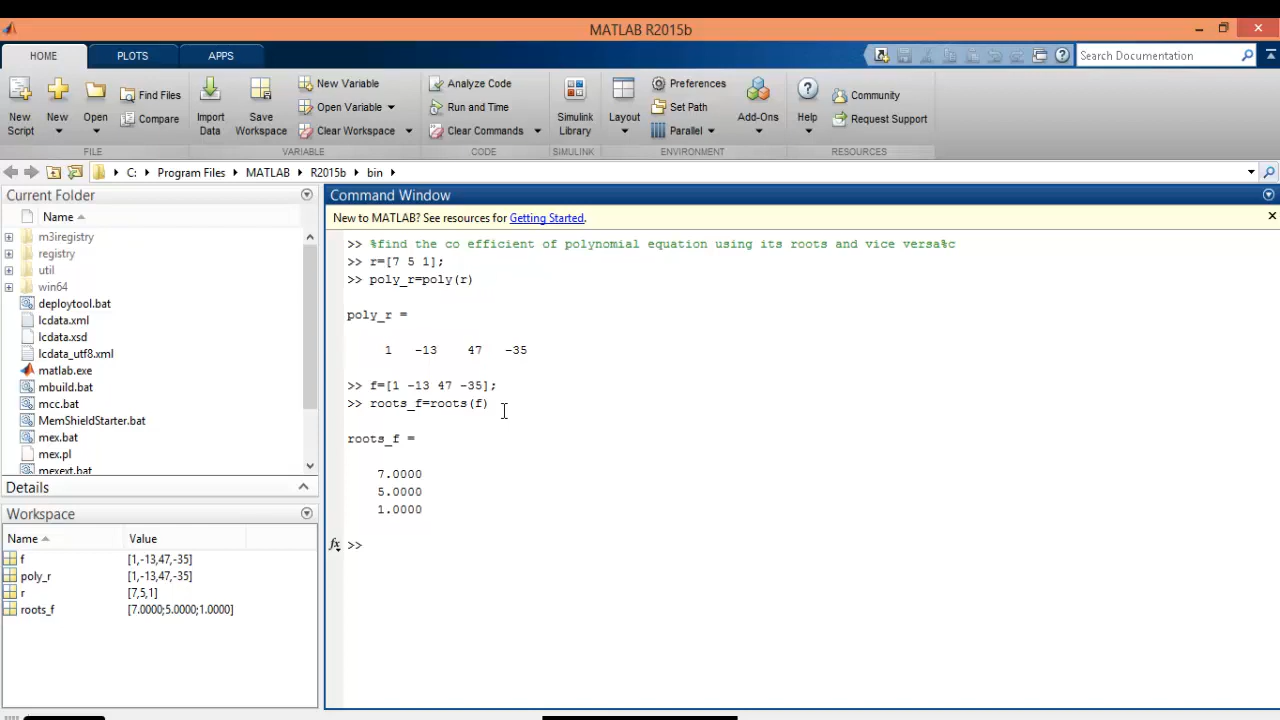 MATLAB R2015b
HOME PLOTS APPS Search Documentation
New Script New Open Find Files Compare Import Data Save Workspace New Variable Open Variable Clear Workspace Analyze Code Run and Time Clear Commands Simulink Library Layout Preferences Set Path Parallel Add-Ons Help Community Request Support
FILE VARIABLE CODE SIMULINK ENVIRONMENT RESOURCES
C: Program Files MATLAB R2015b bin
Current Folder
Name
m3iregistry
registry
util
win64
deploytool.bat
lcdata.xml
lcdata.xsd
lcdata_utf8.xml
matlab.exe
mbuild.bat
mcc.bat
MemShieldStarter.bat
mex.bat
mex.pl
mexext.bat
Details
Workspace
Name Value
f [1,-13,47,-35]
poly_r [1,-13,47,-35]
r [7,5,1]
roots_f [7.0000;5.0000;1.0000]
Command Window
New to MATLAB? See resources for Getting Started.
>> %find the co efficient of polynomial equation using its roots and vice versa%c
>> r=[7 5 1];
>> poly_r=poly(r)
poly_r =
1 -13 47 -35
>> f=[1 -13 47 -35];
>> roots_f=roots(f)
roots_f =
7.0000
5.0000
1.0000
fx >>